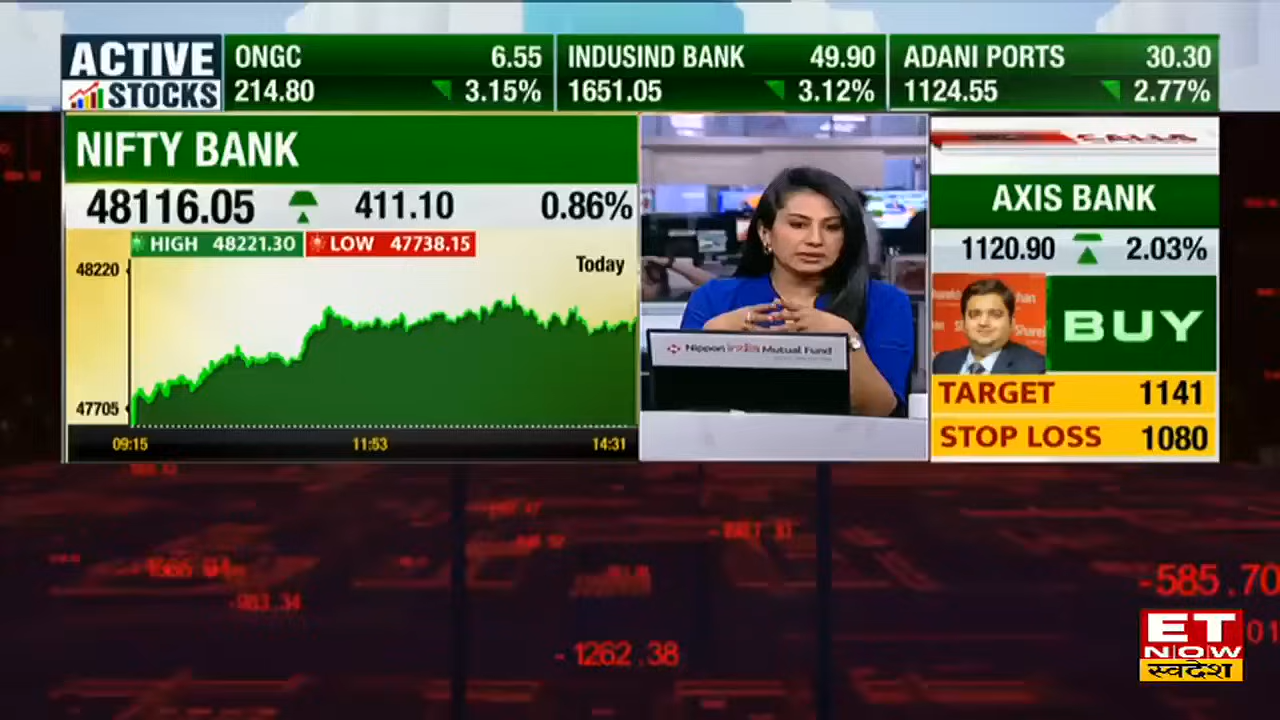 ACTIVE
STOCKS
ONGC 6.55
214.80 3.15%
INDUSIND BANK 49.90
1651.05 3.12%
ADANI PORTS 30.30
1124.55 2.77%
NIFTY BANK
48116.05 411.10 0.86%
HIGH 48221.30 LOW 47738.15
Today
48220
47705
09:15 11:53 14:31
Nippon india Mutual Fund
AXIS BANK
1120.90 2.03%
BUY
TARGET 1141
STOP LOSS 1080
-585.70
-1262.38
ET
NOW
स्वदेश